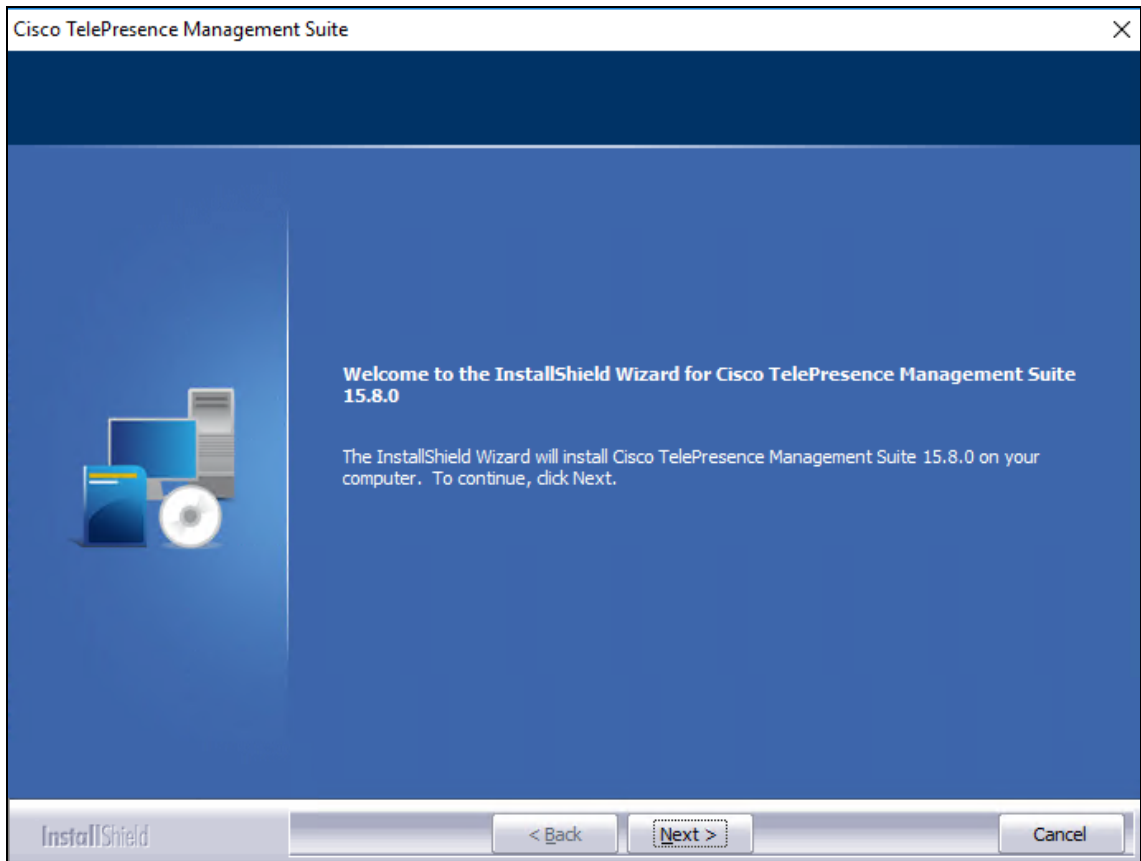 Cisco TelePresence Management Suite
Welcome to the InstallShield Wizard for Cisco TelePresence Management Suite
15.8.0
The InstallShield Wizard will install Cisco TelePresence Management Suite 15.8.0 on your
computer. To continue, click Next.
InstallShield
< Back
Next >
Cancel